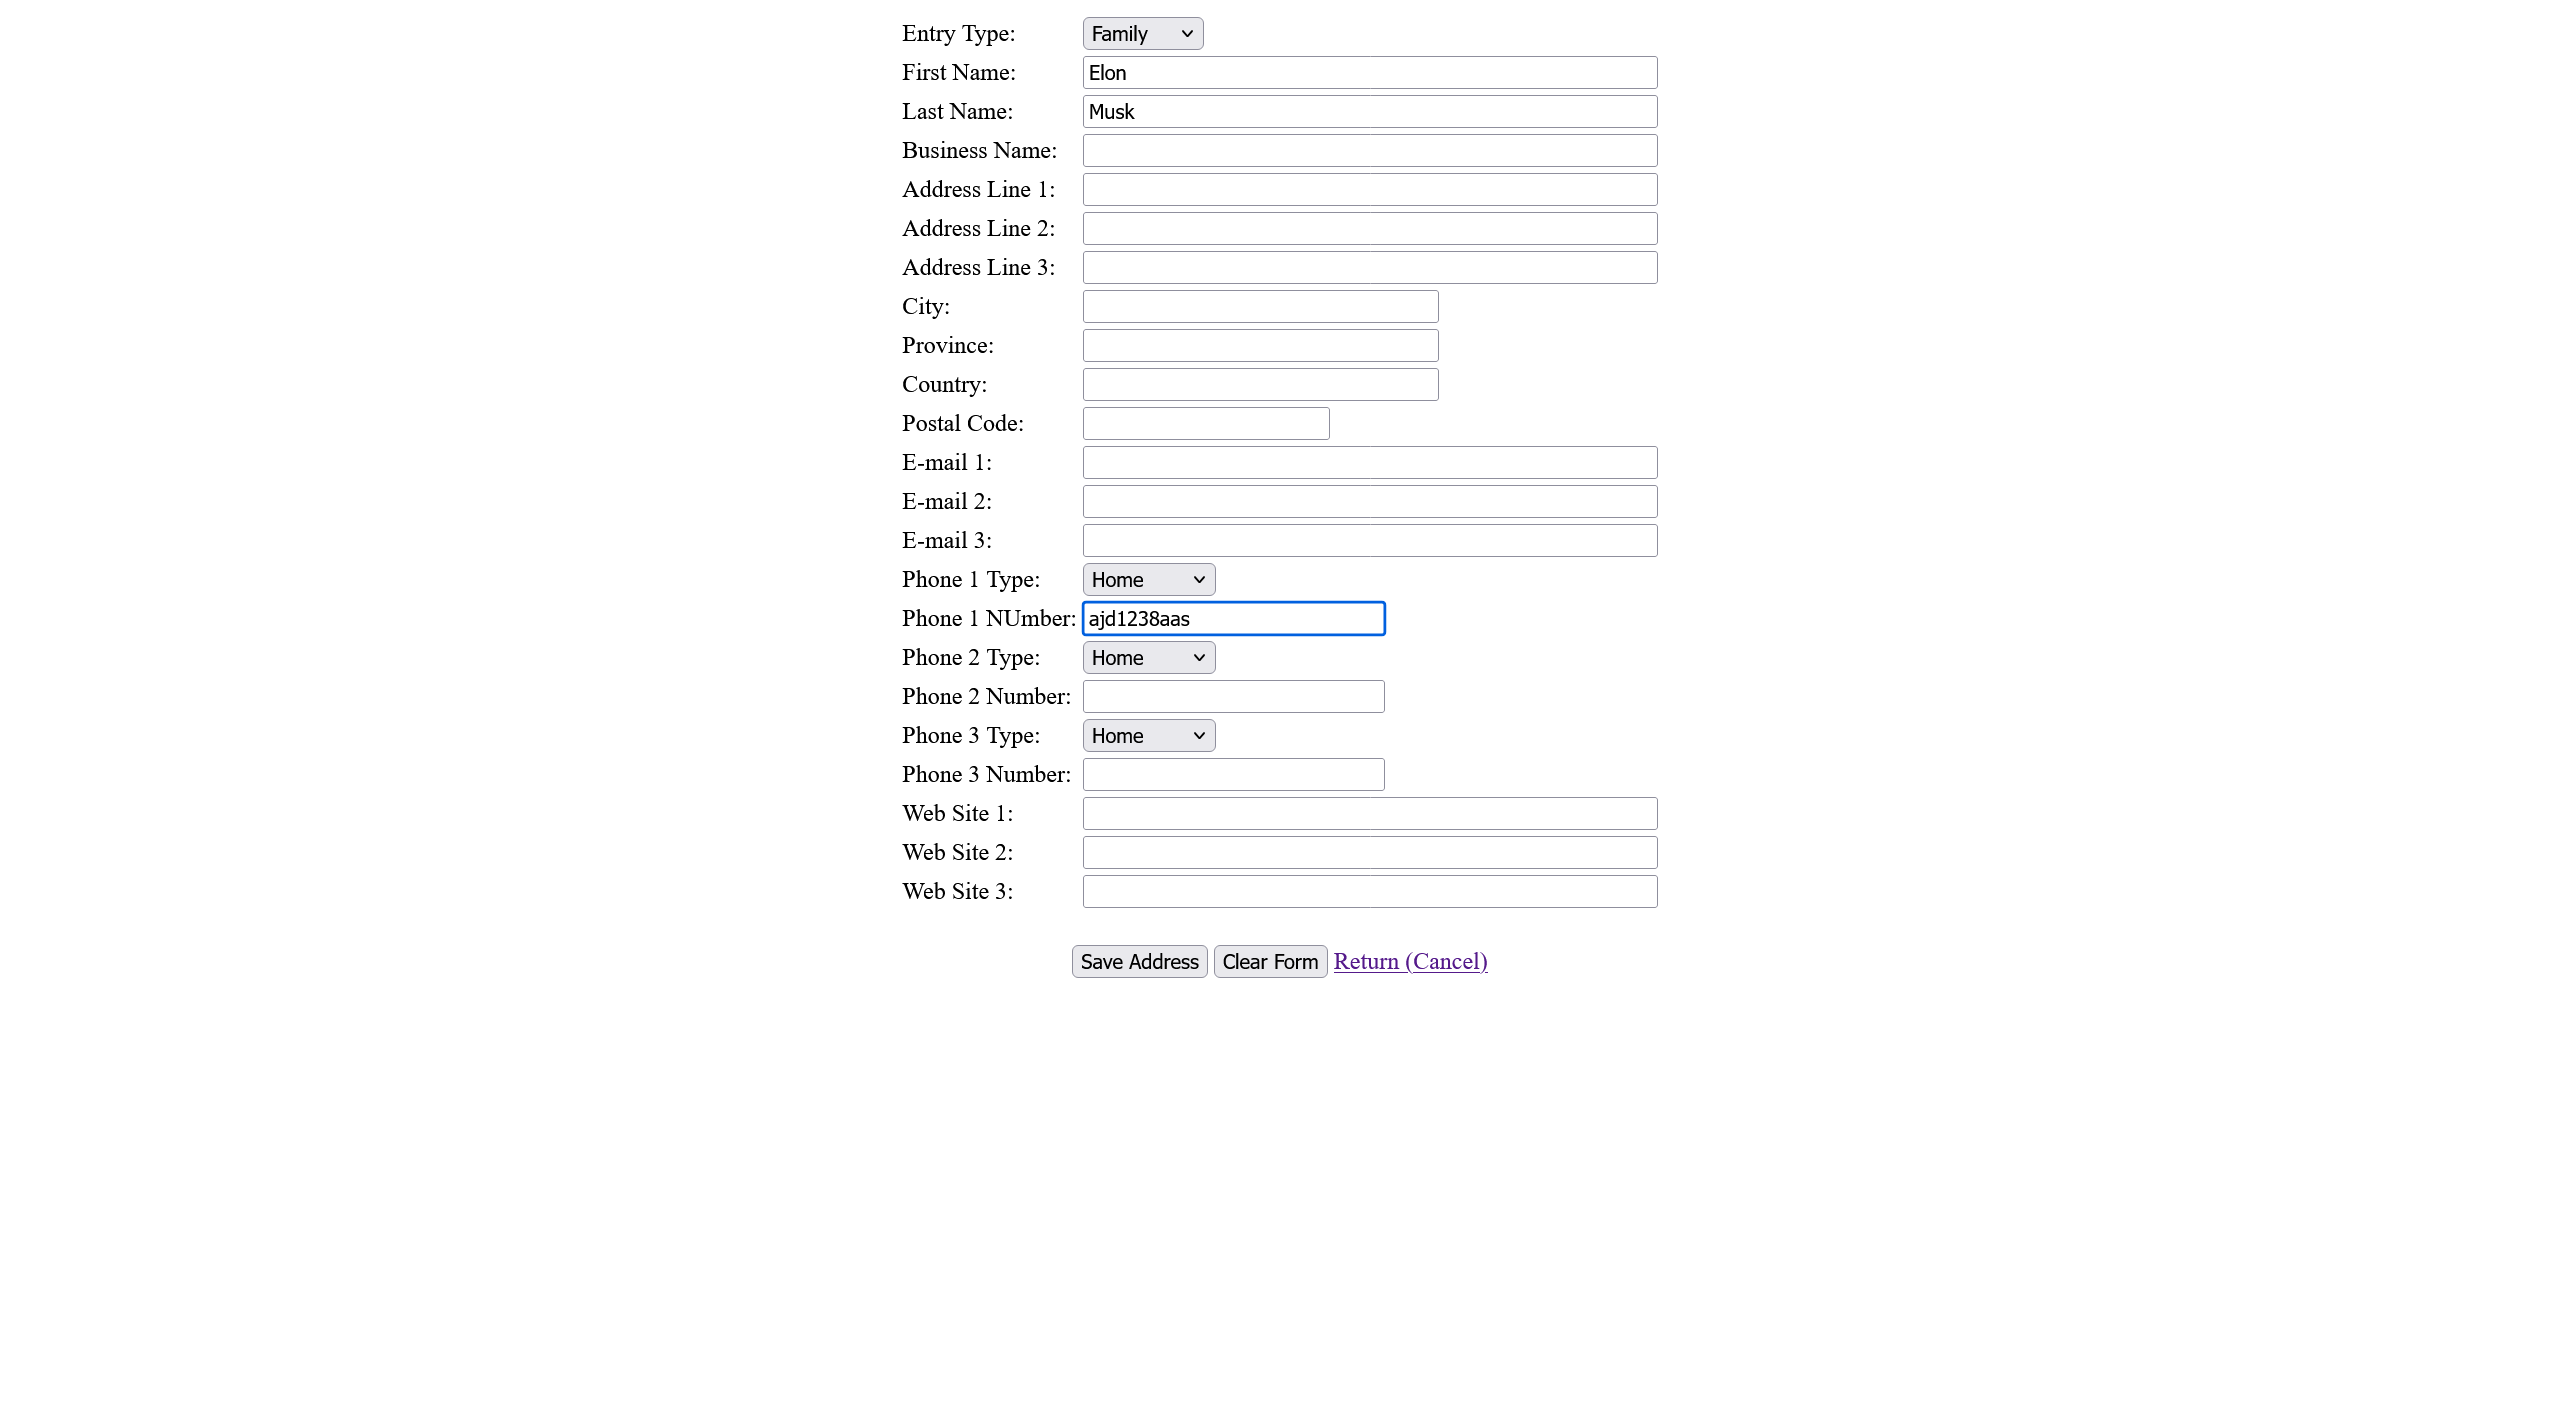 Entry Type: Family
First Name: Elon
Last Name: Musk
Business Name:
Address Line 1:
Address Line 2:
Address Line 3:
City:
Province:
Country:
Postal Code:
E-mail 1:
E-mail 2:
E-mail 3:
Phone 1 Type: Home
Phone 1 NUmber: ajd1238aas
Phone 2 Type: Home
Phone 2 Number:
Phone 3 Type: Home
Phone 3 Number:
Web Site 1:
Web Site 2:
Web Site 3:
Save Address Clear Form Return (Cancel)